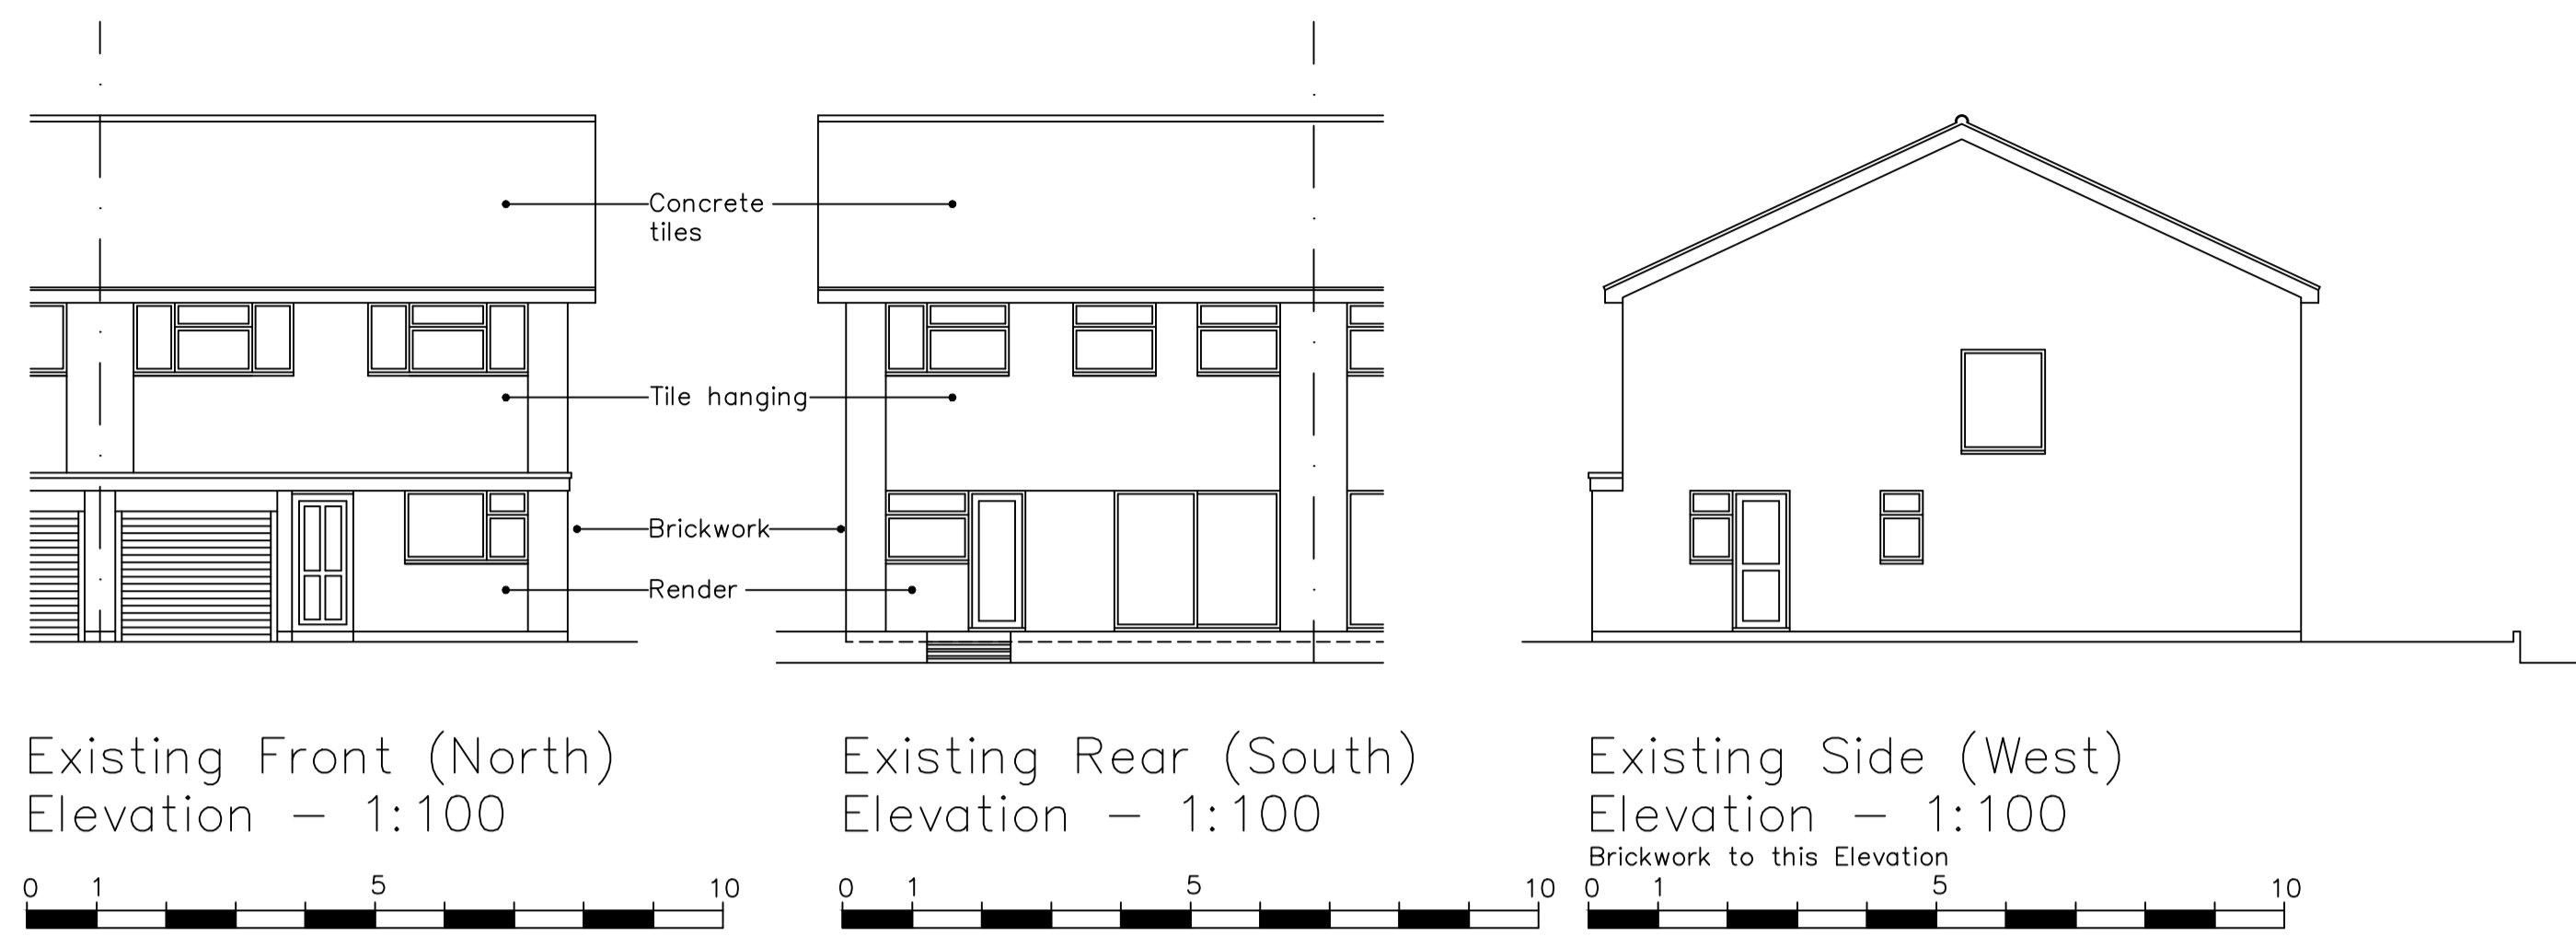 Concrete
tiles
Tile hanging
Brickwork
Render
Existing Front (North)
Elevation – 1:100
0 1 5 10
Existing Rear (South)
Elevation – 1:100
0 1 5 10
Existing Side (West)
Elevation – 1:100
Brickwork to this Elevation
0 1 5 10